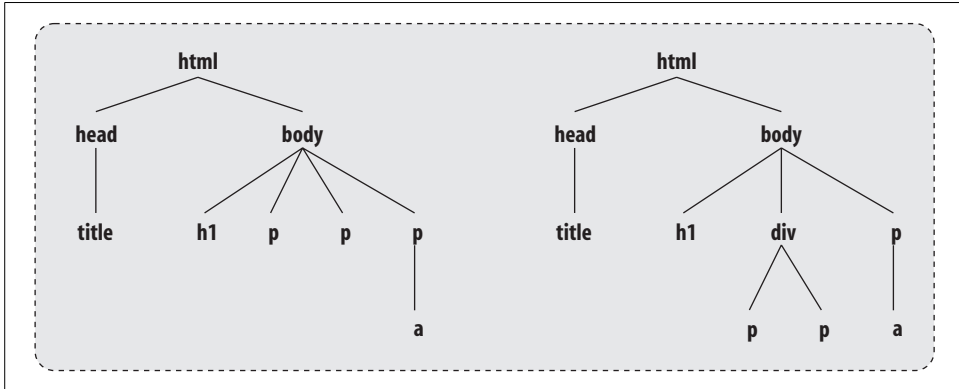 html html
head body head body
title h1 p p p title h1 div p
a p p a